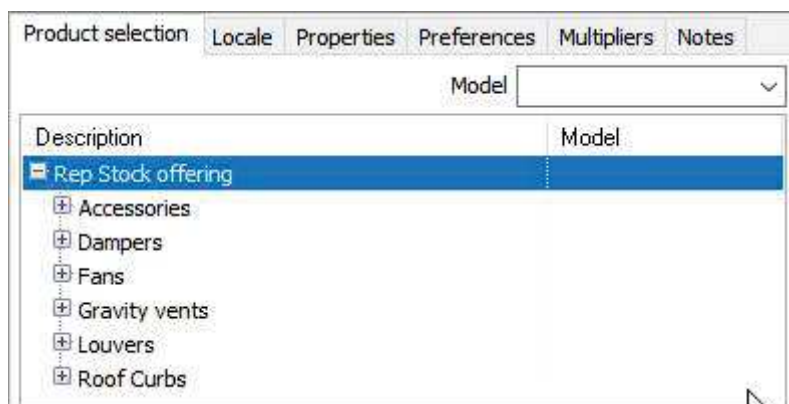 Product selection Locale Properties Preferences Multipliers Notes
Model
Description Model
Rep Stock offering
Accessories
Dampers
Fans
Gravity vents
Louvers
Roof Curbs